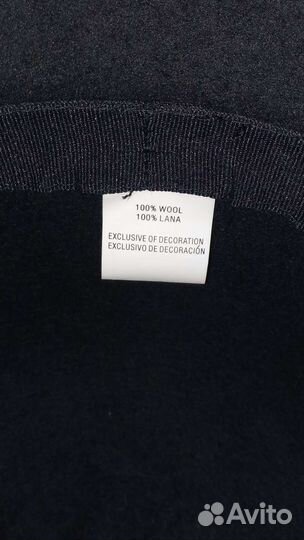 100% WOOL
100% LANA
EXCLUSIVE OF DECORATION
EXCLUSIVO DE DECORACIÓN
Avito